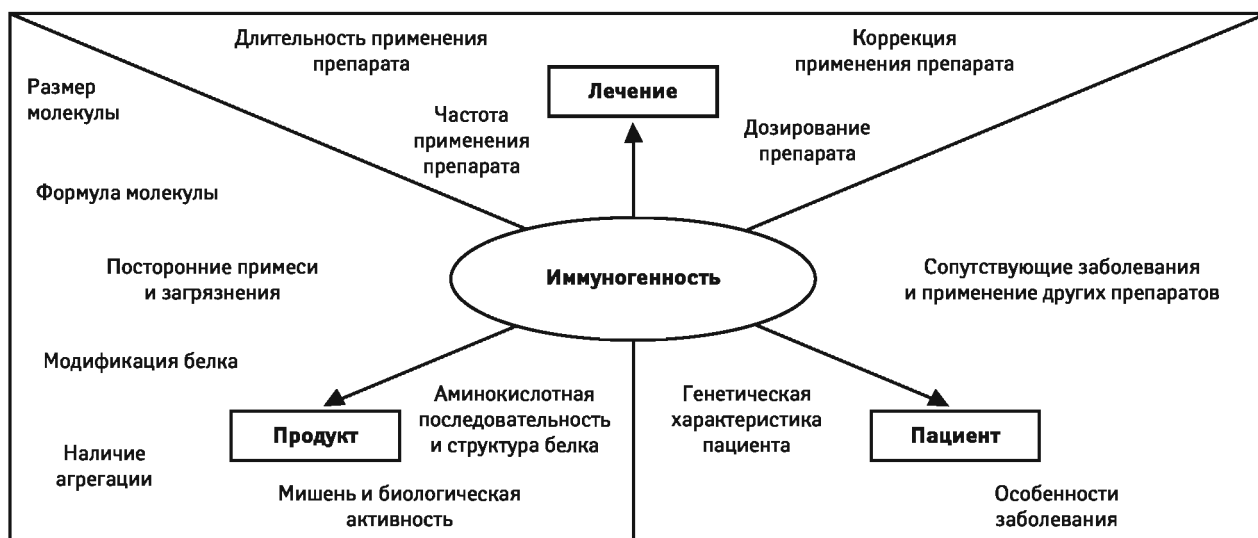 Длительность применения
препарата
Коррекция
применения препарата
Размер
молекулы
Лечение
Частота
применения
препарата
Дозирование
препарата
Формула молекулы
Посторонние примеси
и загрязнения
Иммуногенность
Сопутствующие заболевания
и применение других препаратов
Модификация белка
Аминокислотная
последовательность
и структура белка
Генетическая
характеристика
пациента
Продукт
Пациент
Наличие
агрегации
Мишень и биологическая
активность
Особенности
заболевания